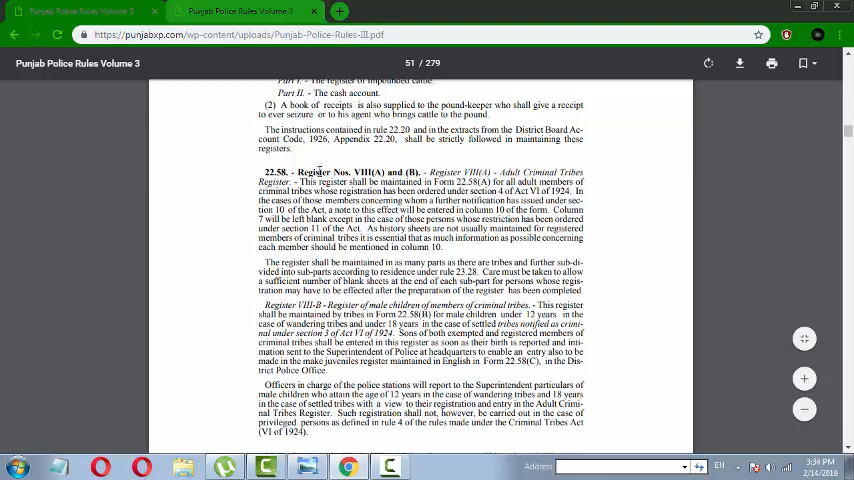 Punjab Police Rules Volume 3
Punjab Police Rules Volume 3
https://punjabxp.com/wp-content/uploads/Punjab-Police-Rules-III.pdf
Punjab Police Rules Volume 3
51 / 279
Part I. - The register of impounded cattle.
Part II. - The cash account.
(2) A book of receipts is also supplied to the pound-keeper who shall give a receipt
to ever seizure or to his agent who brings cattle to the pound.
The instructions contained in rule 22.20 and in the extracts from the District Board Ac-
count Code, 1926, Appendix 22.20, shall be strictly followed in maintaining these
registers.
22.58. - Register Nos. VIII(A) and (B). - Register VIII(A) - Adult Criminal Tribes
Register. - This register shall be maintained in Form 22.58(A) for all adult members of
criminal tribes whose registration has been ordered under section 4 of Act VI of 1924. In
the cases of those members concerning whom a further notification has issued under sec-
tion 10 of the Act, a note to this effect will be entered in column 10 of the form. Column
7 will be left blank except in the case of those persons whose restriction has been ordered
under section 11 of the Act. As history sheets are not usually maintained for registered
members of criminal tribes it is essential that as much information as possible concerning
each member should be mentioned in column 10.
The register shall be maintained in as many parts as there are tribes and further sub-di-
vided into sub-parts according to residence under rule 23.28. Care must be taken to allow
a sufficient number of blank sheets at the end of each sub-part for persons whose regis-
tration may have to be effected after the preparation of the register has been completed.
Register VIII-B - Register of male children of members of criminal tribes. - This register
shall be maintained by tribes in Form 22.58(B) for male children under 12 years in the
case of wandering tribes and under 18 years in the case of settled tribes notified as crimi-
nal under section 3 of Act VI of 1924. Sons of both exempted and registered members of
criminal tribes shall be entered in this register as soon as their birth is reported and inti-
mation sent to the Superintendent of Police at headquarters to enable an entry also to be
made in the make juveniles register maintained in English in Form 22.58(C), in the Dis-
trict Police Office.
Officers in charge of the police stations will report to the Superintendent particulars of
male children who attain the age of 12 years in the case of wandering tribes and 18 years
in the case of settled tribes with a view to their registration and entry in the Adult Crimi-
nal Tribes Register. Such registration shall not, however, be carried out in the case of
privileged persons as defined in rule 4 of the rules made under the Criminal Tribes Act
(VI of 1924).
Address
EN
3:34 PM
2/14/2019